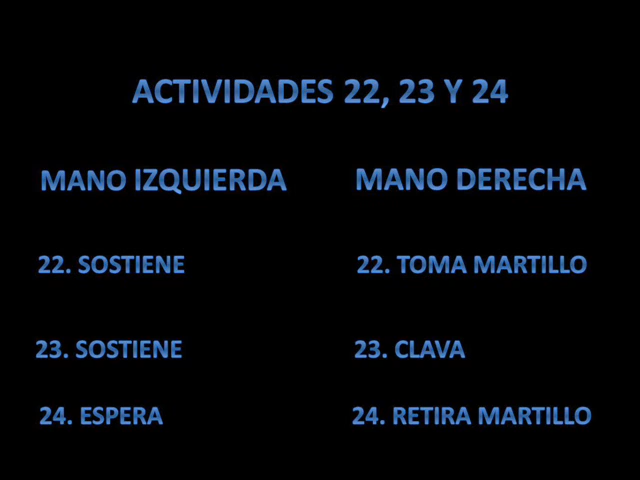 ACTIVIDADES 22, 23 Y 24
MANO IZQUIERDA
MANO DERECHA
22. SOSTIENE
22. TOMA MARTILLO
23. SOSTIENE
23. CLAVA
24. ESPERA
24. RETIRA MARTILLO